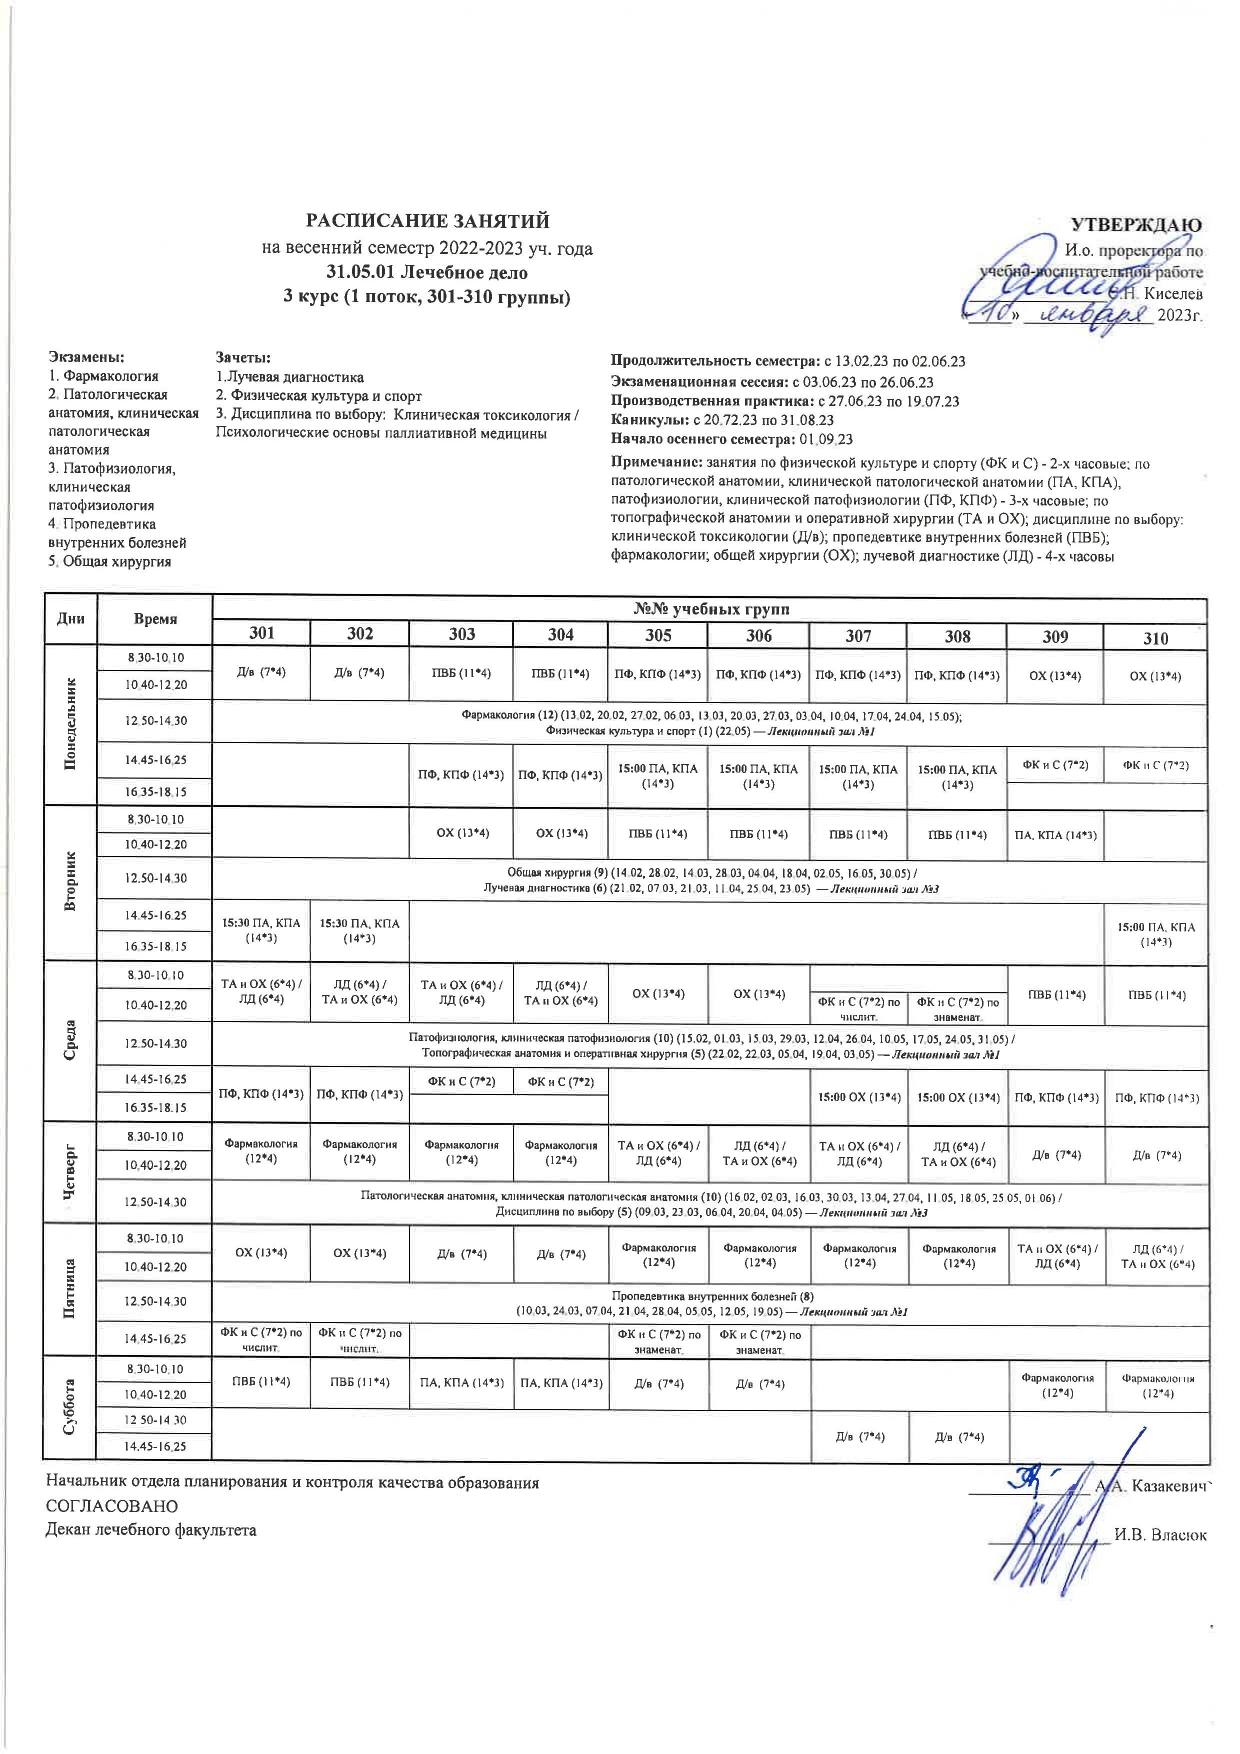 РАСПИСАНИЕ ЗАНЯТИЙ
на весенний семестр 2022-2023 уч. года
31.05.01 Лечебное дело
3 курс (1 поток, 301-310 группы)
УТВЕРЖДАЮ
И.о. проректора по
учебно-воспитательной работе
С.Н. Киселев
«10» января 2023г.
Экзамены:
1. Фармакология
2. Патологическая
анатомия, клиническая
патологическая
анатомия
3. Патофизиология,
клиническая
патофизиология
4. Пропедевтика
внутренних болезней
5. Общая хирургия
Зачеты:
1.Лучевая диагностика
2. Физическая культура и спорт
3. Дисциплина по выбору: Клиническая токсикология /
Психологические основы паллиативной медицины
Продолжительность семестра: с 13.02.23 по 02.06.23
Экзаменационная сессия: с 03.06.23 по 26.06.23
Производственная практика: с 27.06.23 по 19.07.23
Каникулы: с 20.72.23 по 31.08.23
Начало осеннего семестра: 01.09.23
Примечание: занятия по физической культуре и спорту (ФК и С) - 2-х часовые; по
патологической анатомии, клинической патологической анатомии (ПА, КПА),
патофизиологии, клинической патофизиологии (ПФ, КПФ) - 3-х часовые; по
топографической анатомии и оперативной хирургии (ТА и ОХ); дисциплине по выбору:
клинической токсикологии (Д/в); пропедевтике внутренних болезней (ПВБ);
фармакологии; общей хирургии (ОХ); лучевой диагностике (ЛД) - 4-х часовы
Дни Время №№ учебных групп
301 302 303 304 305 306 307 308 309 310
Понедельник
8.30-10.10
10.40-12.20
Д/в (7*4) Д/в (7*4) ПВБ (11*4) ПВБ (11*4) ПФ, КПФ (14*3) ПФ, КПФ (14*3) ПФ, КПФ (14*3) ПФ, КПФ (14*3) ОХ (13*4) ОХ (13*4)
12.50-14.30
Фармакология (12) (13.02, 20.02, 27.02, 06.03, 13.03, 20.03, 27.03, 03.04, 10.04, 17.04, 24.04, 15.05);
Физическая культура и спорт (1) (22.05) — Лекционный зал №1
14.45-16.25
16.35-18.15
ПФ, КПФ (14*3) ПФ, КПФ (14*3) 15:00 ПА, КПА (14*3) 15:00 ПА, КПА (14*3) 15:00 ПА, КПА (14*3) 15:00 ПА, КПА (14*3) ФК и С (7*2) ФК и С (7*2)
Вторник
8.30-10.10
10.40-12.20
ОХ (13*4) ОХ (13*4) ПВБ (11*4) ПВБ (11*4) ПВБ (11*4) ПВБ (11*4) ПА, КПА (14*3)
12.50-14.30
Общая хирургия (9) (14.02, 28.02, 14.03, 28.03, 04.04, 18.04, 02.05, 16.05, 30.05) /
Лучевая диагностика (6) (21.02, 07.03, 21.03, 11.04, 25.04, 23.05) — Лекционный зал №3
14.45-16.25
16.35-18.15
15:30 ПА, КПА (14*3) 15:30 ПА, КПА (14*3) 15:00 ПА, КПА (14*3)
Среда
8.30-10.10
10.40-12.20
ТА и ОХ (6*4) / ЛД (6*4) ЛД (6*4) / ТА и ОХ (6*4) ТА и ОХ (6*4) / ЛД (6*4) ЛД (6*4) / ТА и ОХ (6*4) ОХ (13*4) ОХ (13*4) ФК и С (7*2) по числит. ФК и С (7*2) по знаменат. ПВБ (11*4) ПВБ (11*4)
12.50-14.30
Патофизиология, клиническая патофизиология (10) (15.02, 01.03, 15.03, 29.03, 12.04, 26.04, 10.05, 17.05, 24.05, 31.05) /
Топографическая анатомия и оперативная хирургия (5) (22.02, 22.03, 05.04, 19.04, 03.05) — Лекционный зал №1
14.45-16.25
16.35-18.15
ПФ, КПФ (14*3) ПФ, КПФ (14*3) ФК и С (7*2) ФК и С (7*2) 15:00 ОХ (13*4) 15:00 ОХ (13*4) ПФ, КПФ (14*3) ПФ, КПФ (14*3)
Четверг
8.30-10.10
10.40-12.20
Фармакология (12*4) Фармакология (12*4) Фармакология (12*4) Фармакология (12*4) ТА и ОХ (6*4) / ЛД (6*4) ЛД (6*4) / ТА и ОХ (6*4) ТА и ОХ (6*4) / ЛД (6*4) ЛД (6*4) / ТА и ОХ (6*4) Д/в (7*4) Д/в (7*4)
12.50-14.30
Патологическая анатомия, клиническая патологическая анатомия (10) (16.02, 02.03, 16.03, 30.03, 13.04, 27.04, 11.05, 18.05, 25.05, 01.06) /
Дисциплина по выбору (5) (09.03, 23.03, 06.04, 20.04, 04.05) — Лекционный зал №3
Пятница
8.30-10.10
10.40-12.20
ОХ (13*4) ОХ (13*4) Д/в (7*4) Д/в (7*4) Фармакология (12*4) Фармакология (12*4) Фармакология (12*4) Фармакология (12*4) ТА и ОХ (6*4) / ЛД (6*4) ЛД (6*4) / ТА и ОХ (6*4)
12.50-14.30
Пропедевтика внутренних болезней (8)
(10.03, 24.03, 07.04, 21.04, 28.04, 05.05, 12.05, 19.05) — Лекционный зал №1
14.45-16.25
ФК и С (7*2) по числит. ФК и С (7*2) по числит. ФК и С (7*2) по знаменат. ФК и С (7*2) по знаменат.
Суббота
8.30-10.10
10.40-12.20
ПВБ (11*4) ПВБ (11*4) ПА, КПА (14*3) ПА, КПА (14*3) Д/в (7*4) Д/в (7*4) Фармакология (12*4) Фармакология (12*4)
12.50-14.30
14.45-16.25
Д/в (7*4) Д/в (7*4)
Начальник отдела планирования и контроля качества образования
А.А. Казакевич
СОГЛАСОВАНО
Декан лечебного факультета
И.В. Власюк